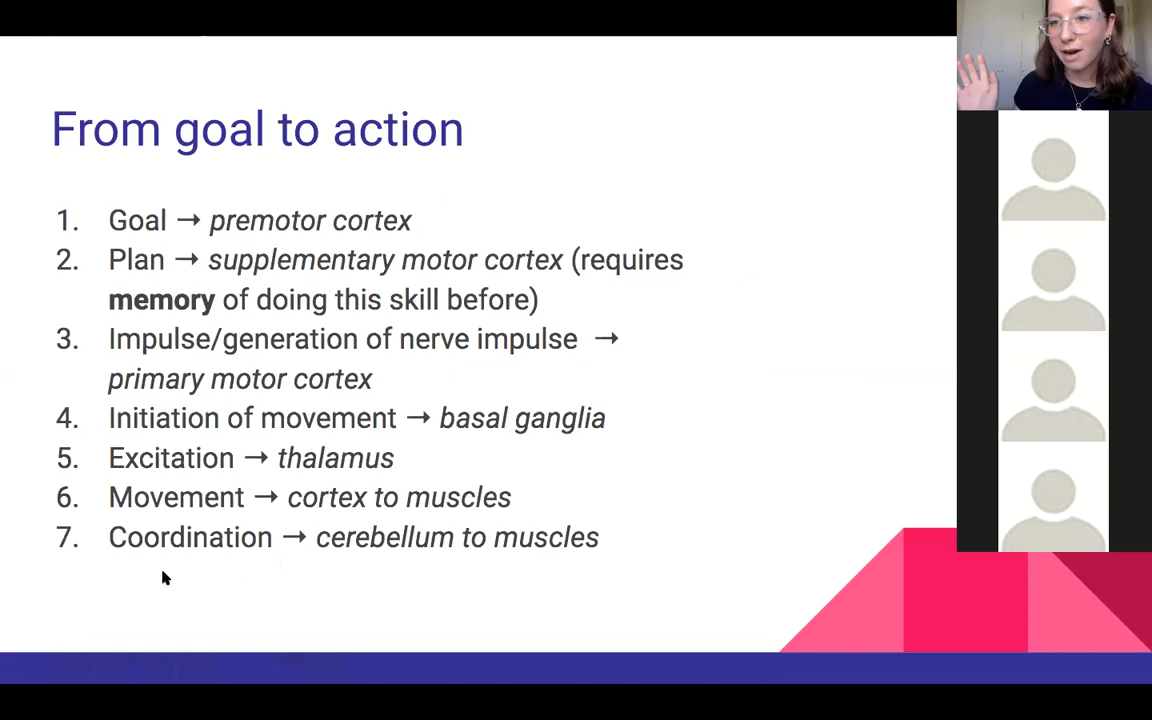 From goal to action
1. Goal → premotor cortex
2. Plan → supplementary motor cortex (requires
memory of doing this skill before)
3. Impulse/generation of nerve impulse →
primary motor cortex
4. Initiation of movement → basal ganglia
5. Excitation → thalamus
6. Movement → cortex to muscles
7. Coordination → cerebellum to muscles